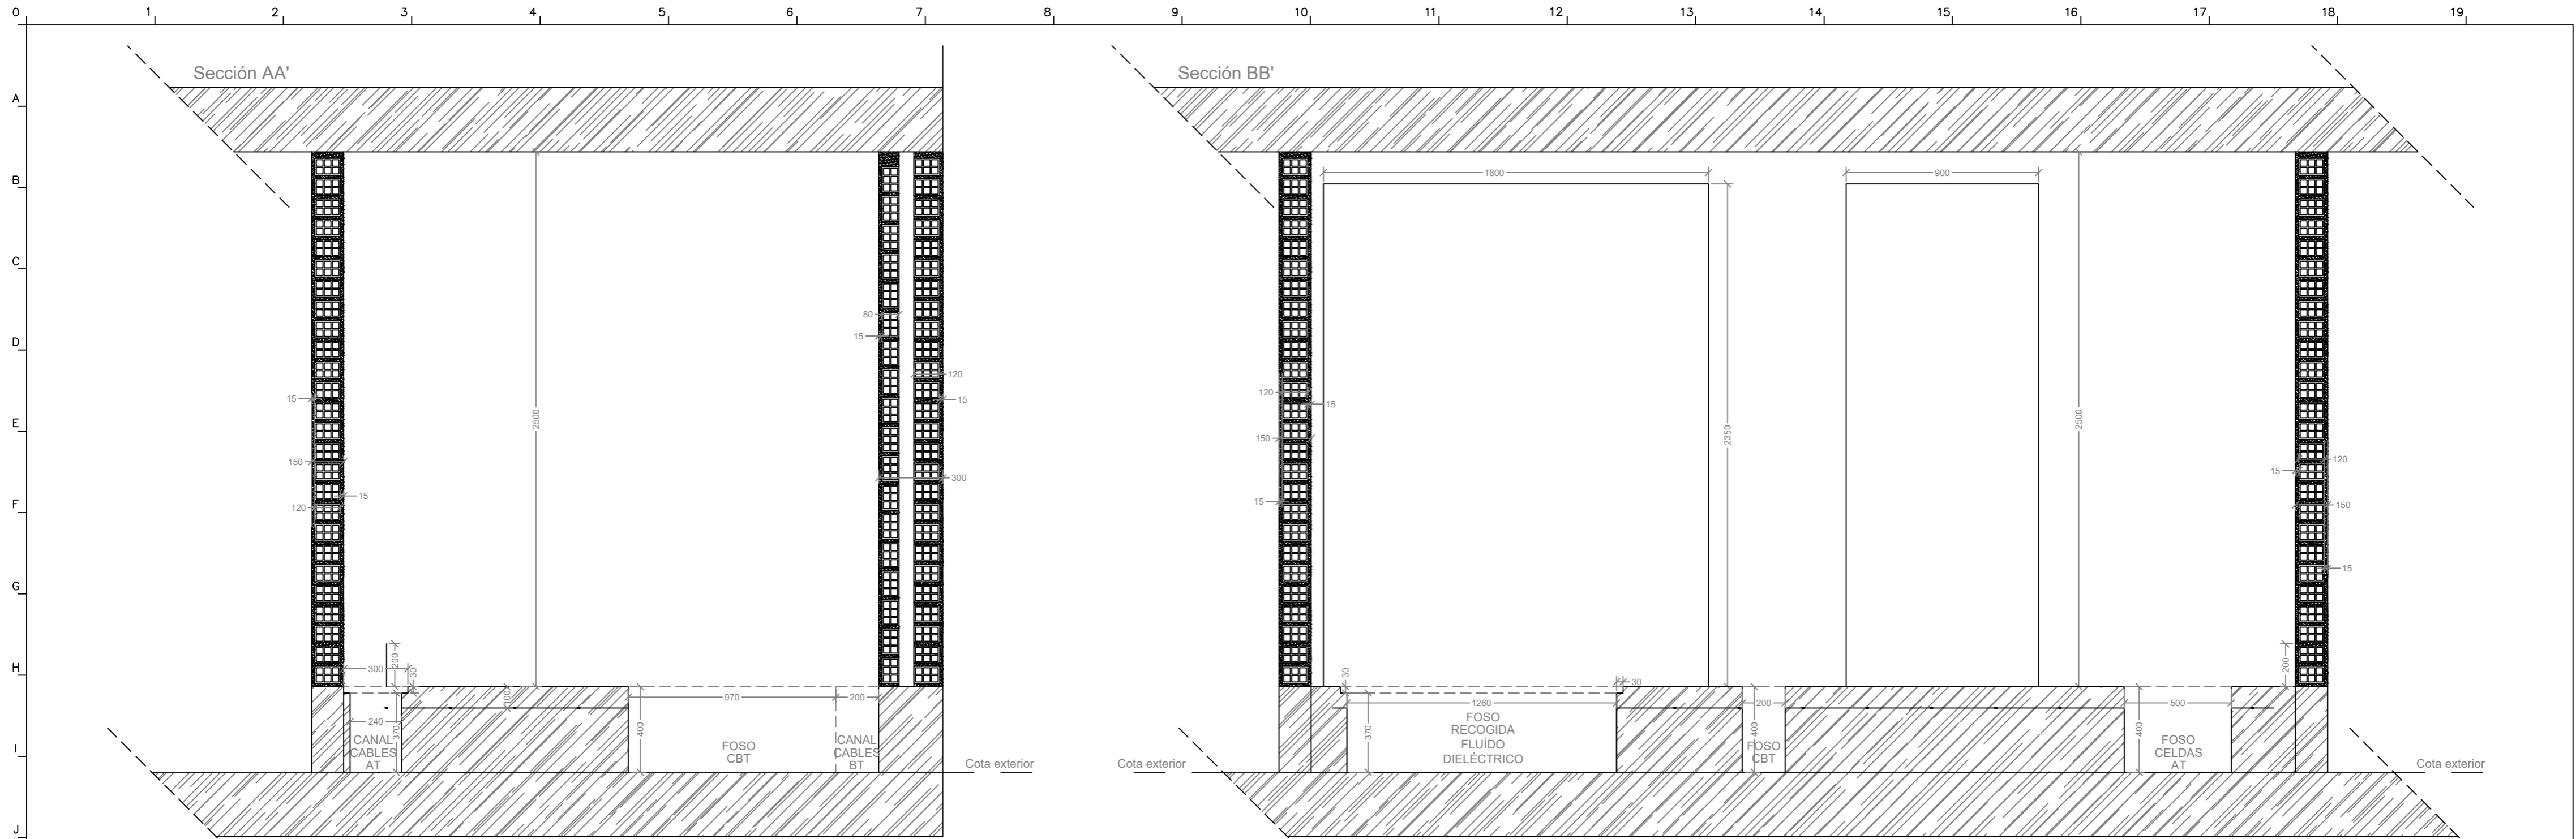 0 1 2 3 4 5 6 7 8 9 10 11 12 13 14 15 16 17 18 19
A
B
C
D
E
F
G
H
I
J
Sección AA'
2500
80
15
120
15
15
150
15
120
300
200
300
30
100
970
200
240
370
400
CANAL
CABLES
AT
FOSO
CBT
CANAL
CABLES
BT
Cota exterior
Sección BB'
1800
900
2350
2500
120
15
150
15
120
15
150
15
200
30
30
1260
200
500
370
400
400
FOSO
RECOGIDA
FLUÍDO
DIELÉCTRICO
FOSO
CBT
FOSO
CELDAS
AT
Cota exterior
Cota exterior